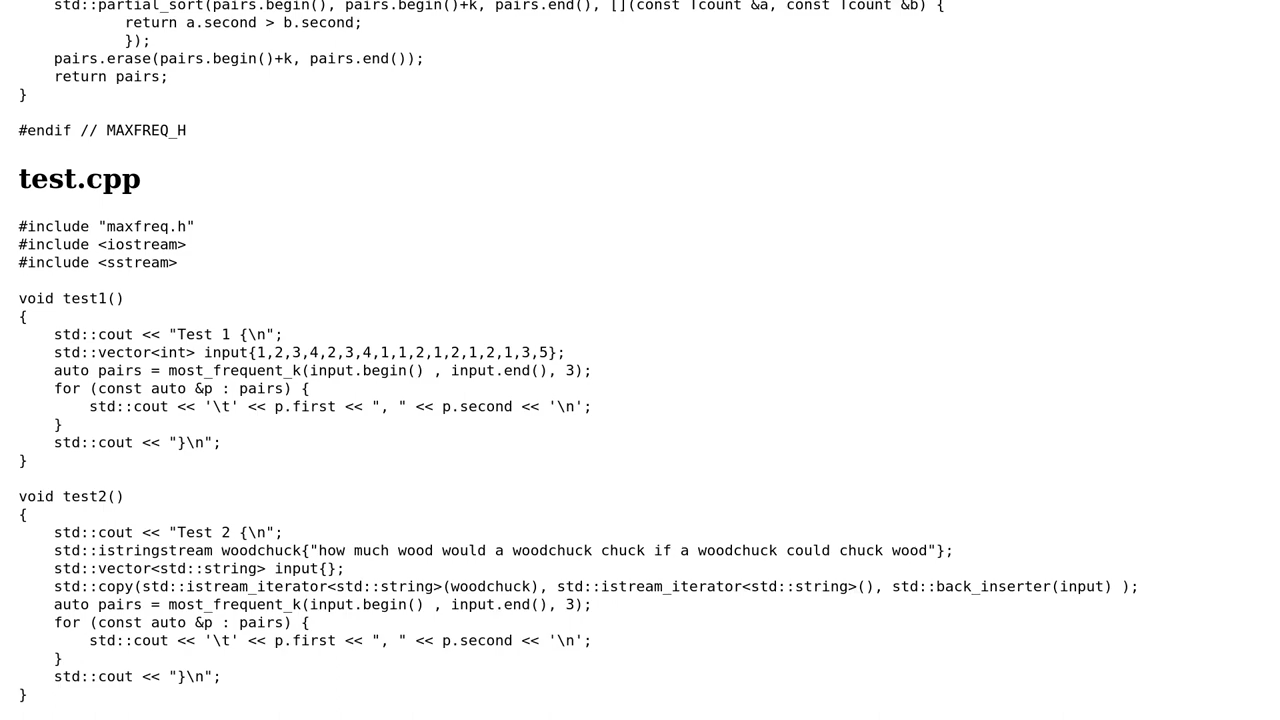 std::partial_sort(pairs.begin(), pairs.begin()+k, pairs.end(), [](const Tcount &a, const Tcount &b) {
return a.second > b.second;
});
pairs.erase(pairs.begin()+k, pairs.end());
return pairs;
}
#endif // MAXFREQ_H
test.cpp
#include "maxfreq.h"
#include <iostream>
#include <sstream>
void test1()
{
std::cout << "Test 1 {\n";
std::vector<int> input{1,2,3,4,2,3,4,1,1,2,1,2,1,2,1,3,5};
auto pairs = most_frequent_k(input.begin() , input.end(), 3);
for (const auto &p : pairs) {
std::cout << '\t' << p.first << ", " << p.second << '\n';
}
std::cout << "}\n";
}
void test2()
{
std::cout << "Test 2 {\n";
std::istringstream woodchuck{"how much wood would a woodchuck chuck if a woodchuck could chuck wood"};
std::vector<std::string> input{};
std::copy(std::istream_iterator<std::string>(woodchuck), std::istream_iterator<std::string>(), std::back_inserter(input) );
auto pairs = most_frequent_k(input.begin() , input.end(), 3);
for (const auto &p : pairs) {
std::cout << '\t' << p.first << ", " << p.second << '\n';
}
std::cout << "}\n";
}